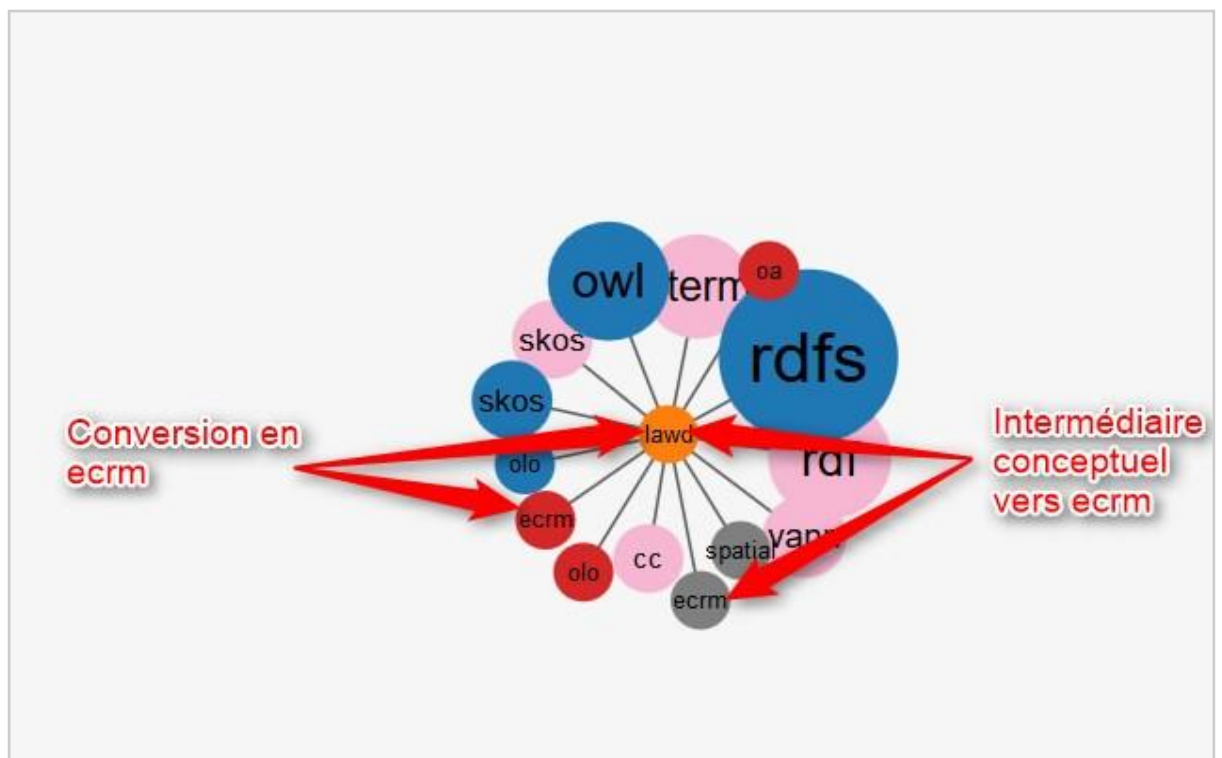 owl
term
oa
rdfs
skos
skos
lawd
Conversion en
ecrm
Intermédiaire
conceptuel
vers ecrm
olo
rdf
ecrm
vann
spatial
cc
olo
ecrm